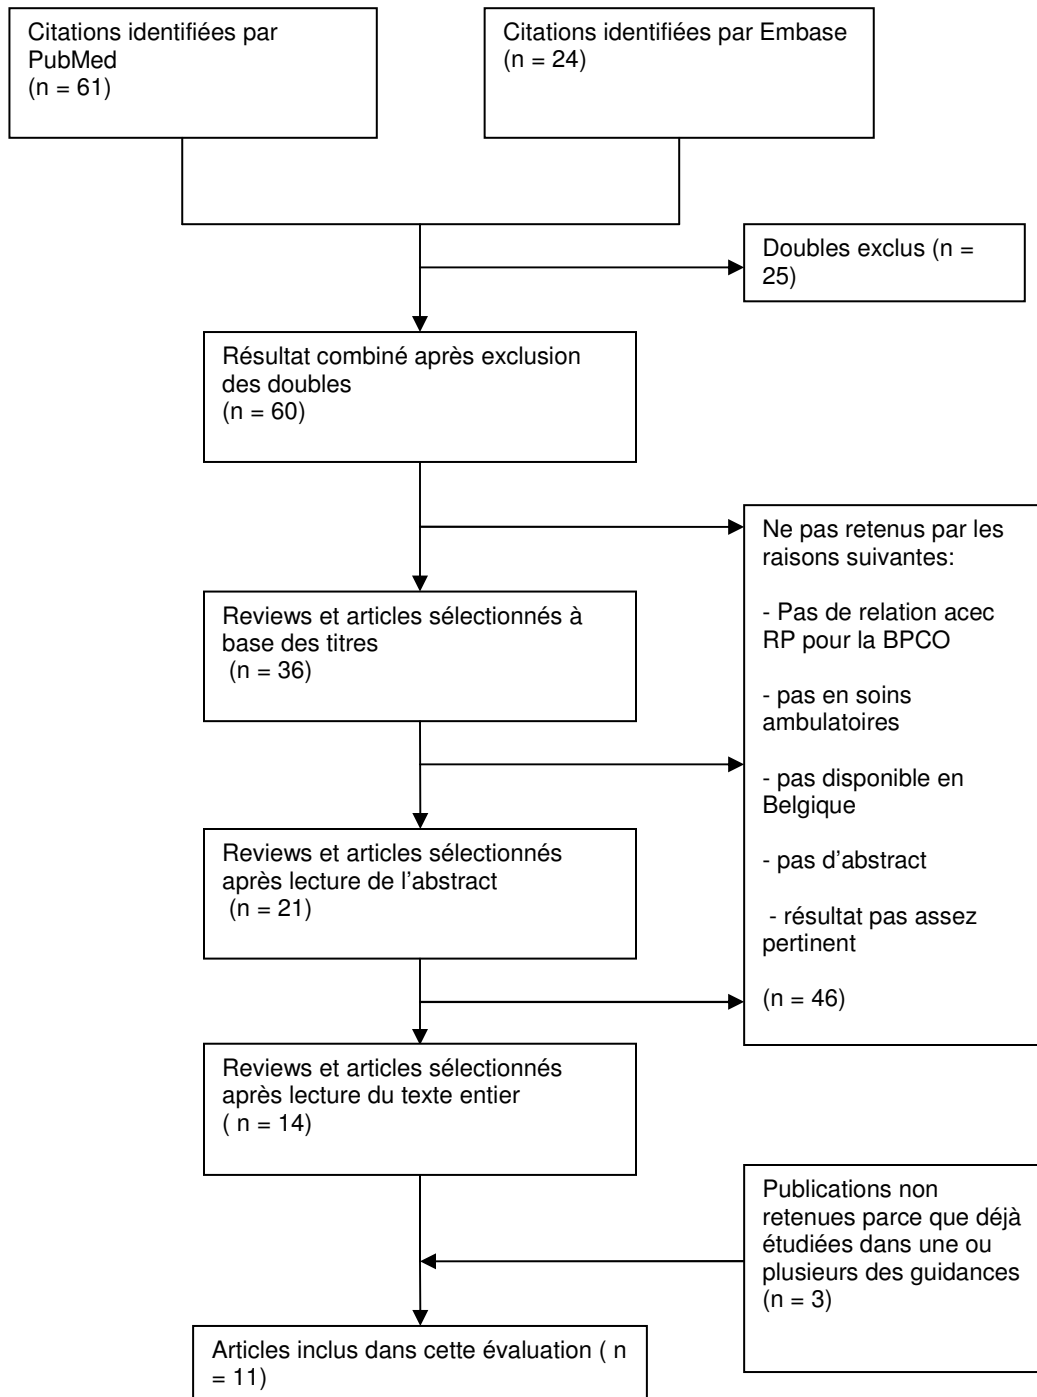 Citations identifiées par
PubMed
(n = 61)
Citations identifiées par Embase
(n = 24)
Doubles exclus (n =
25)
Résultat combiné après exclusion
des doubles
(n = 60)
Ne pas retenus par les
raisons suivantes:
- Pas de relation acec
RP pour la BPCO
- pas en soins
ambulatoires
- pas disponible en
Belgique
- pas d'abstract
- résultat pas assez
pertinent
(n = 46)
Reviews et articles sélectionnés à
base des titres
(n = 36)
Reviews et articles sélectionnés
après lecture de l'abstract
(n = 21)
Reviews et articles sélectionnés
après lecture du texte entier
( n = 14)
Publications non
retenues parce que déjà
étudiées dans une ou
plusieurs des guidances
(n = 3)
Articles inclus dans cette évaluation ( n
= 11)